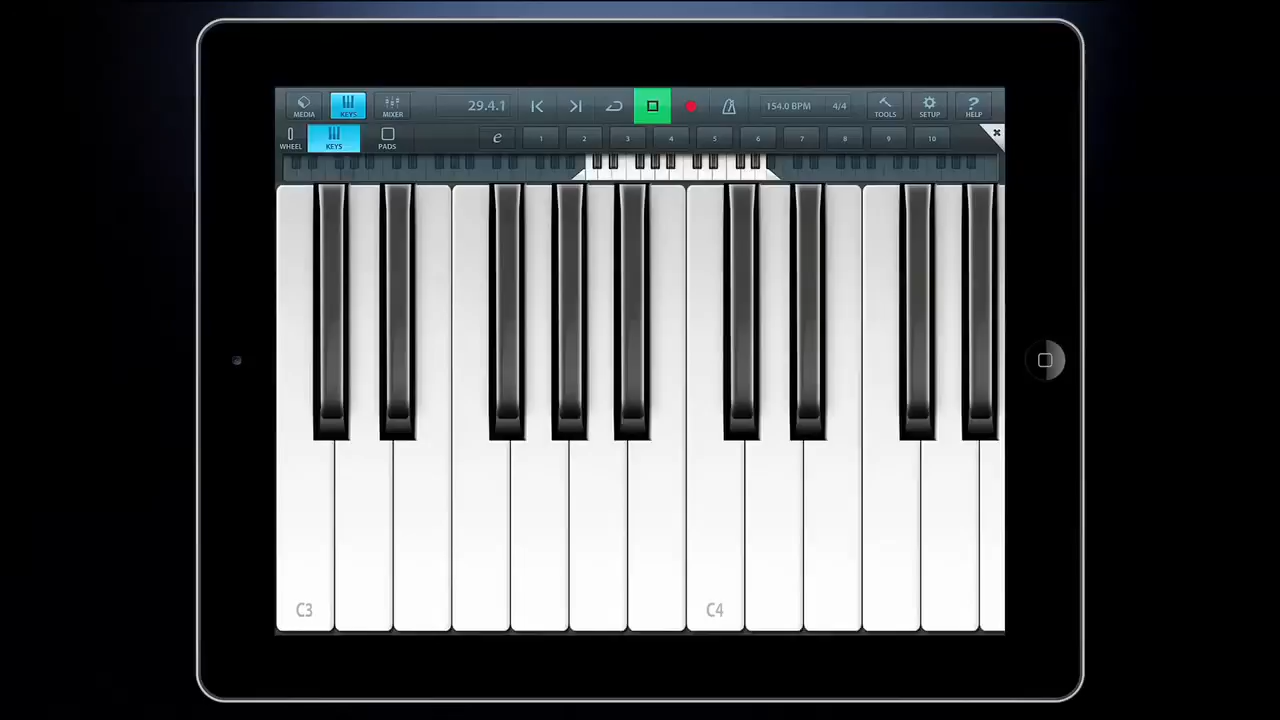 29.4.1 154.0 BPM 4/4
MEDIA KEYS MIXER TOOLS SETUP ? HELP
e 1 2 3 4 5 6 7 8 9 10
WHEEL KEYS PADS
C3 C4